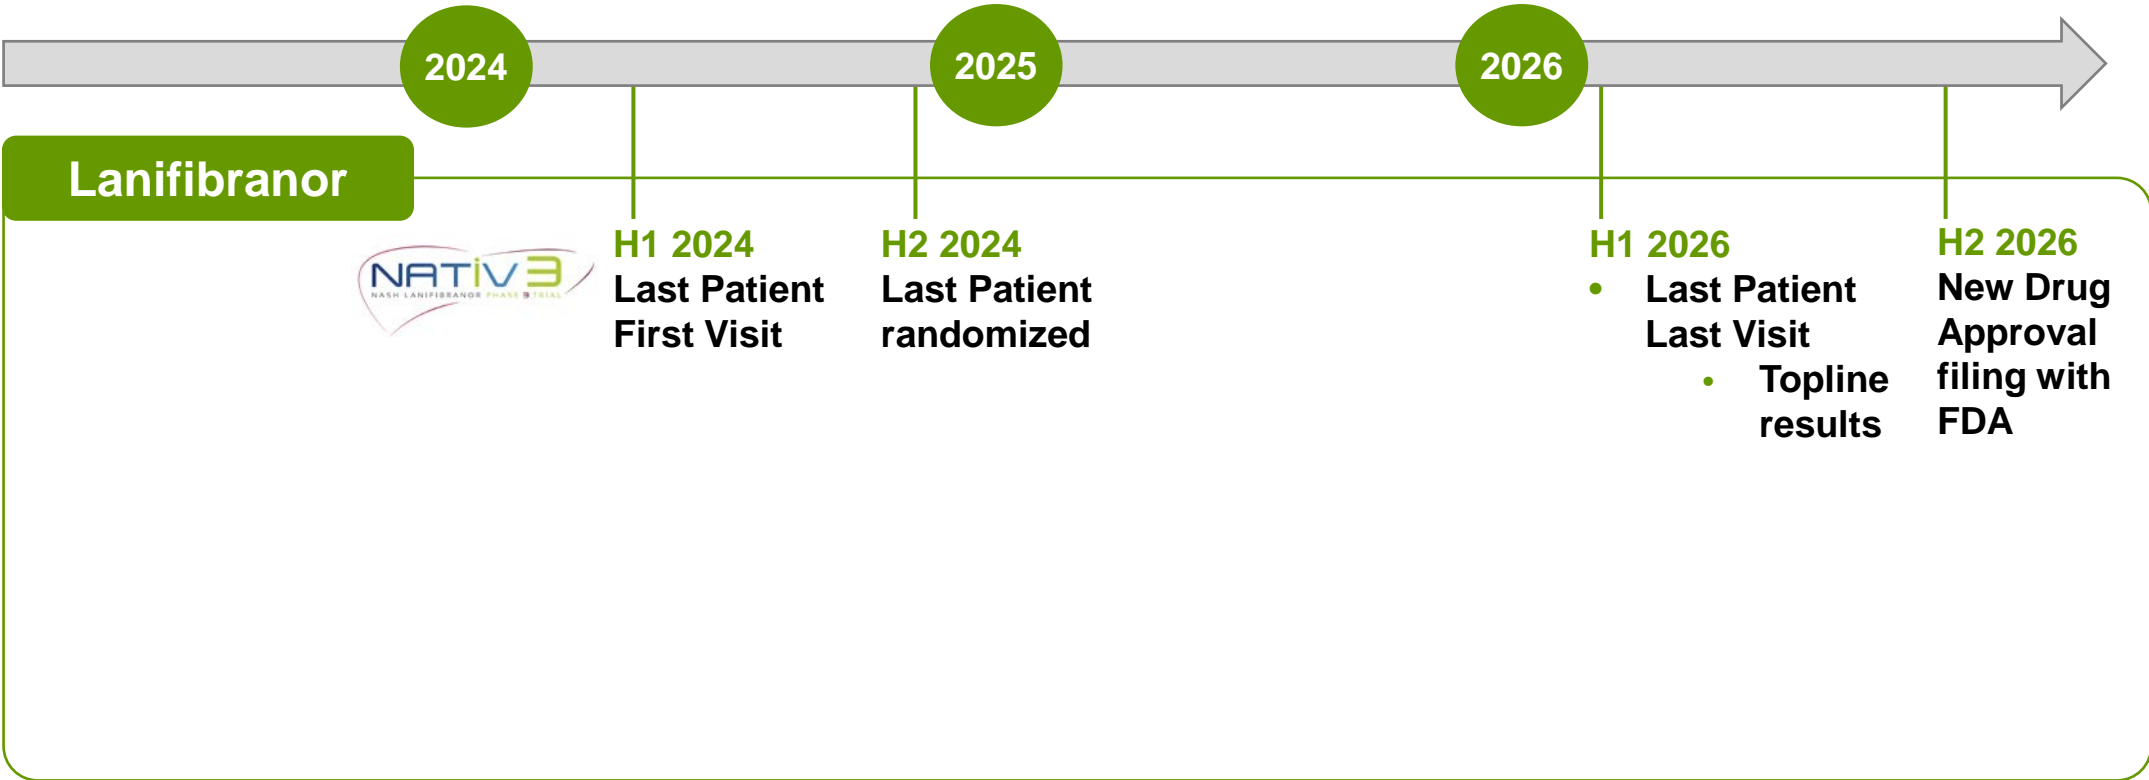 2024
2025
2026
Lanifibranor
NATiV3
NASH LANIFIBRANOR PHASE 3 TRIAL
H1 2024
Last Patient
First Visit
H2 2024
Last Patient
randomized
H1 2026
• Last Patient
Last Visit
• Topline
results
H2 2026
New Drug
Approval
filing with
FDA